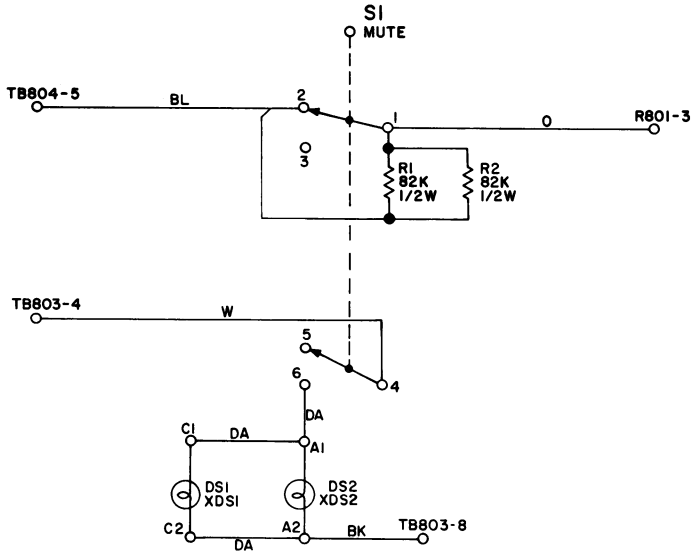 S1
MUTE
TB804-5
BL
2
1
O
R801-3
3
R1
82K
1/2W
R2
82K
1/2W
TB803-4
W
5
6
4
DA
C1
DA
A1
DS1
XDS1
DS2
XDS2
C2
DA
A2
BK
TB803-8